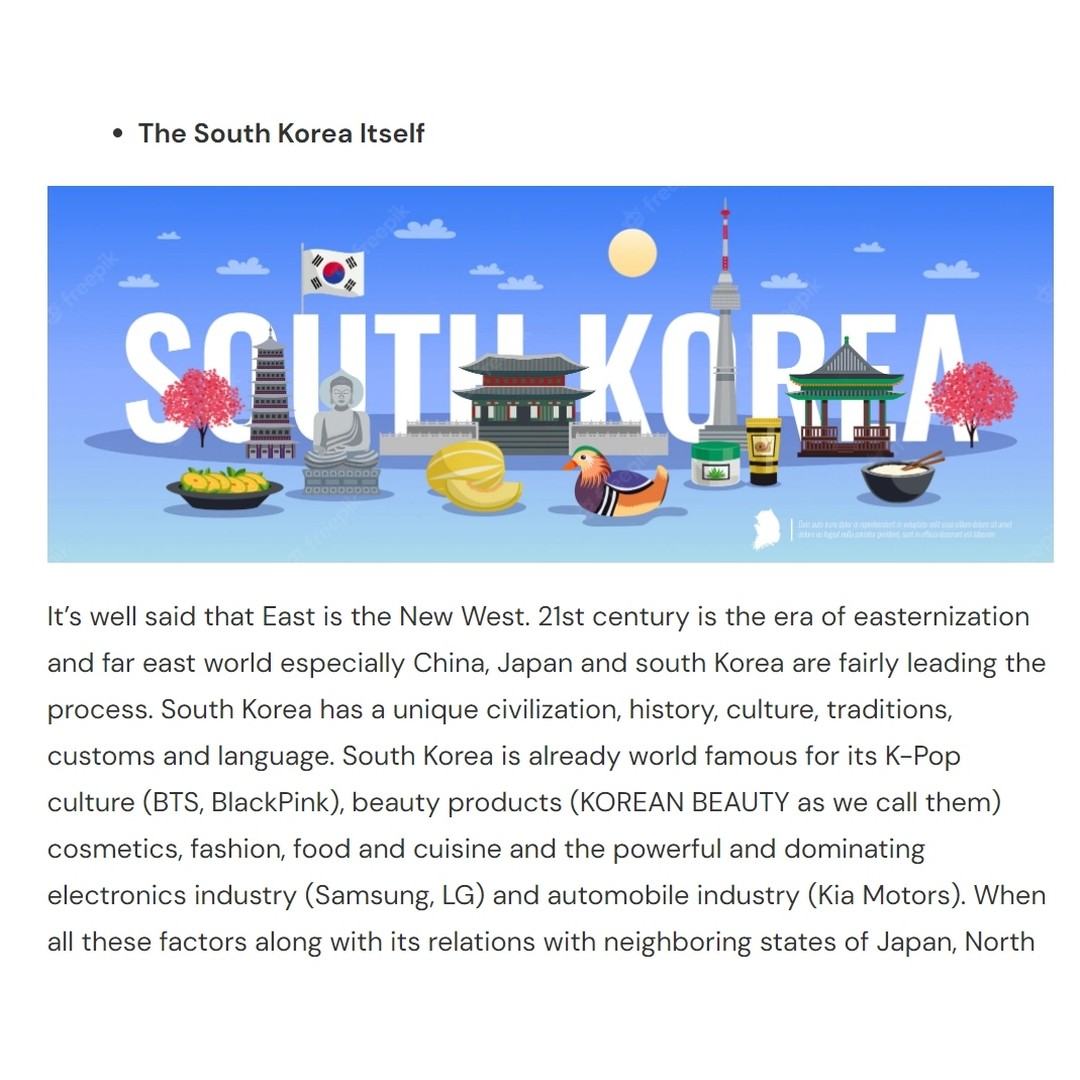 • The South Korea Itself
SOUTH KOREA
It’s well said that East is the New West. 21st century is the era of easternization
and far east world especially China, Japan and south Korea are fairly leading the
process. South Korea has a unique civilization, history, culture, traditions,
customs and language. South Korea is already world famous for its K-Pop
culture (BTS, BlackPink), beauty products (KOREAN BEAUTY as we call them)
cosmetics, fashion, food and cuisine and the powerful and dominating
electronics industry (Samsung, LG) and automobile industry (Kia Motors). When
all these factors along with its relations with neighboring states of Japan, North